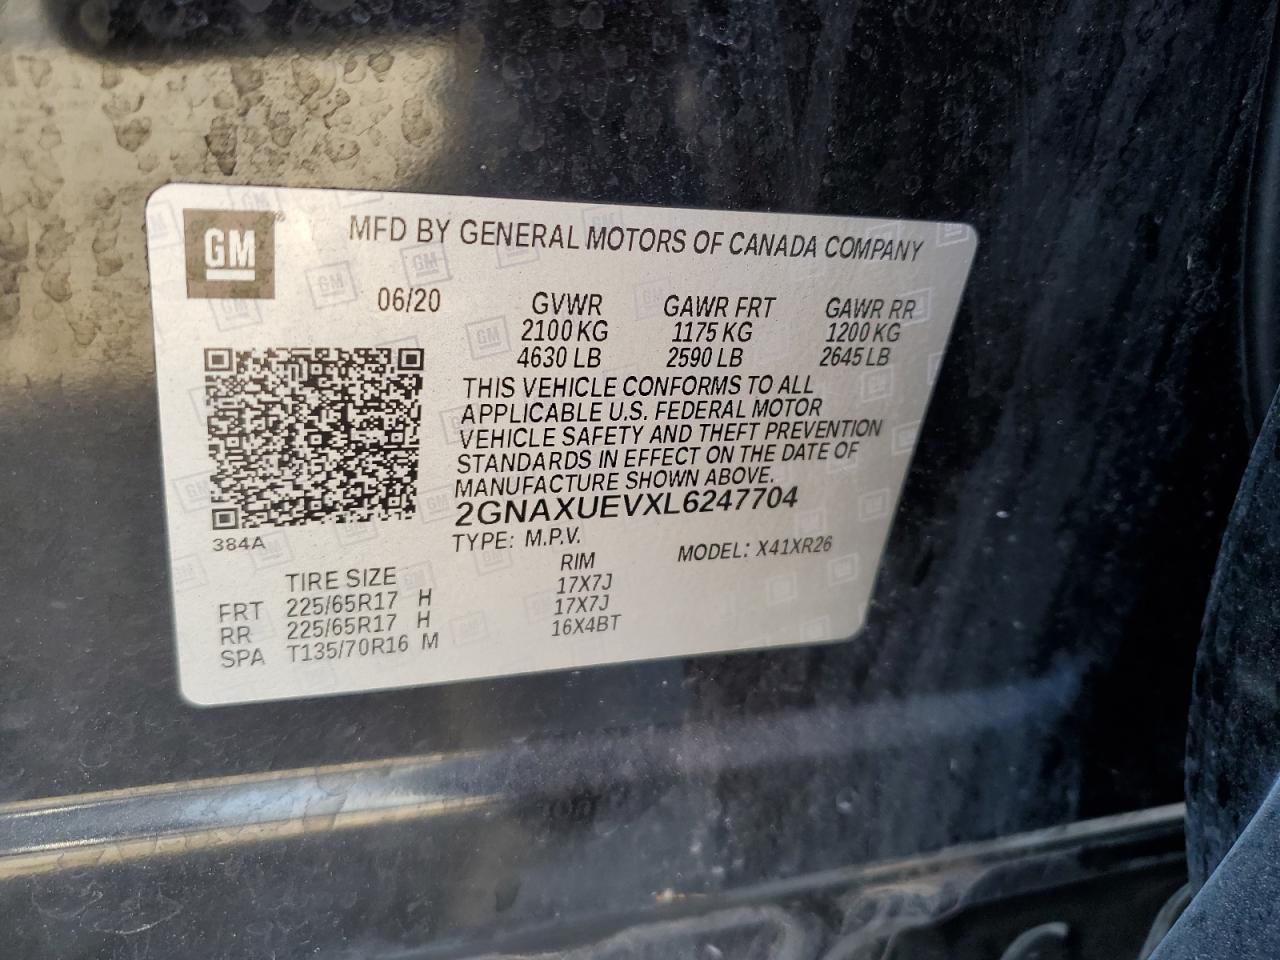 GM
MFD BY GENERAL MOTORS OF CANADA COMPANY
06/20
GVWR GAWR FRT GAWR RR
2100 KG 1175 KG 1200 KG
4630 LB 2590 LB 2645 LB
THIS VEHICLE CONFORMS TO ALL
APPLICABLE U.S. FEDERAL MOTOR
VEHICLE SAFETY AND THEFT PREVENTION
STANDARDS IN EFFECT ON THE DATE OF
MANUFACTURE SHOWN ABOVE.
2GNAXUEVXL6247704
384A
TYPE: M.P.V. MODEL: X41XR26
TIRE SIZE RIM
FRT 225/65R17 H 17X7J
RR 225/65R17 H 17X7J
SPA T135/70R16 M 16X4BT